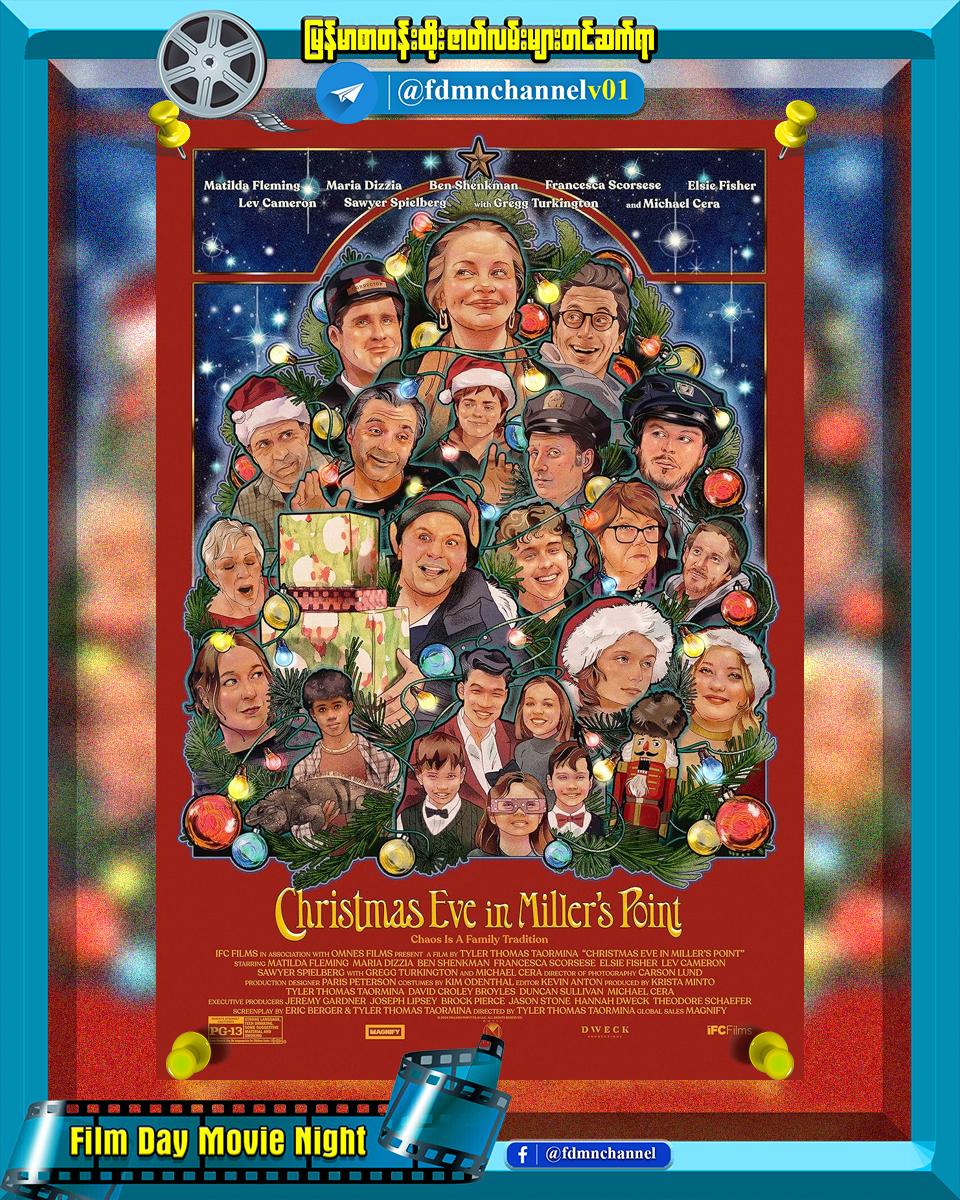 မြန်မာစာတန်းထိုးဇာတ်လမ်းများတင်ဆက်ရာ
@fdmnchannelv01
Matilda Fleming Maria Dizzia Ben Shenkman Francesca Scorsese Elsie Fisher
Lev Cameron Sawyer Spielberg with Gregg Turkington and Michael Cera
CONDUCTOR
Christmas Eve in Miller's Point
Chaos Is A Family Tradition
IFC FILMS IN ASSOCIATION WITH OMNES FILMS PRESENT A FILM BY TYLER THOMAS TAORMINA "CHRISTMAS EVE IN MILLER'S POINT"
STARRING MATILDA FLEMING MARIA DIZZIA BEN SHENKMAN FRANCESCA SCORSESE ELSIE FISHER LEV CAMERON
SAWYER SPIELBERG WITH GREGG TURKINGTON AND MICHAEL CERA DIRECTOR OF PHOTOGRAPHY CARSON LUND
PRODUCTION DESIGNER PARIS PETERSON COSTUMES BY KIM ODENTHAL EDITOR KEVIN ANTON PRODUCED BY KRISTA MINTO
TYLER THOMAS TAORMINA DAVID CROLEY BROYLES DUNCAN SULLIVAN MICHAEL CERA
EXECUTIVE PRODUCERS JEREMY GARDNER JOSEPH LIPSEY BROCK PIERCE JASON STONE HANNAH DWECK THEODORE SCHAEFER
SCREENPLAY BY ERIC BERGER & TYLER THOMAS TAORMINA DIRECTED BY TYLER THOMAS TAORMINA GLOBAL SALES MAGNIFY
PG-13
MAGNIFY
DWECK
PRODUCTIONS
IFC Films
Film Day Movie Night
@fdmnchannel